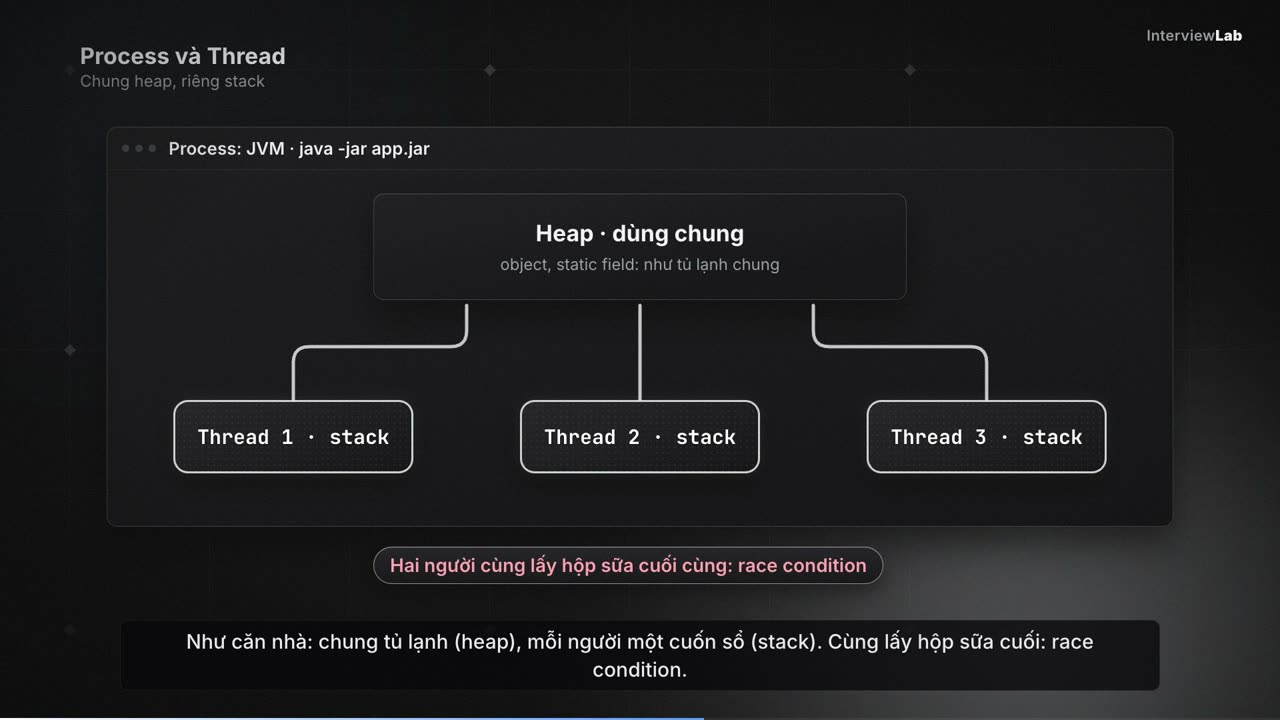 Process và Thread
Chung heap, riêng stack
InterviewLab
Process: JVM · java -jar app.jar
Heap · dùng chung
object, static field: như tủ lạnh chung
Thread 1 · stack
Thread 2 · stack
Thread 3 · stack
Hai người cùng lấy hộp sữa cuối cùng: race condition
Như căn nhà: chung tủ lạnh (heap), mỗi người một cuốn sổ (stack). Cùng lấy hộp sữa cuối: race
condition.